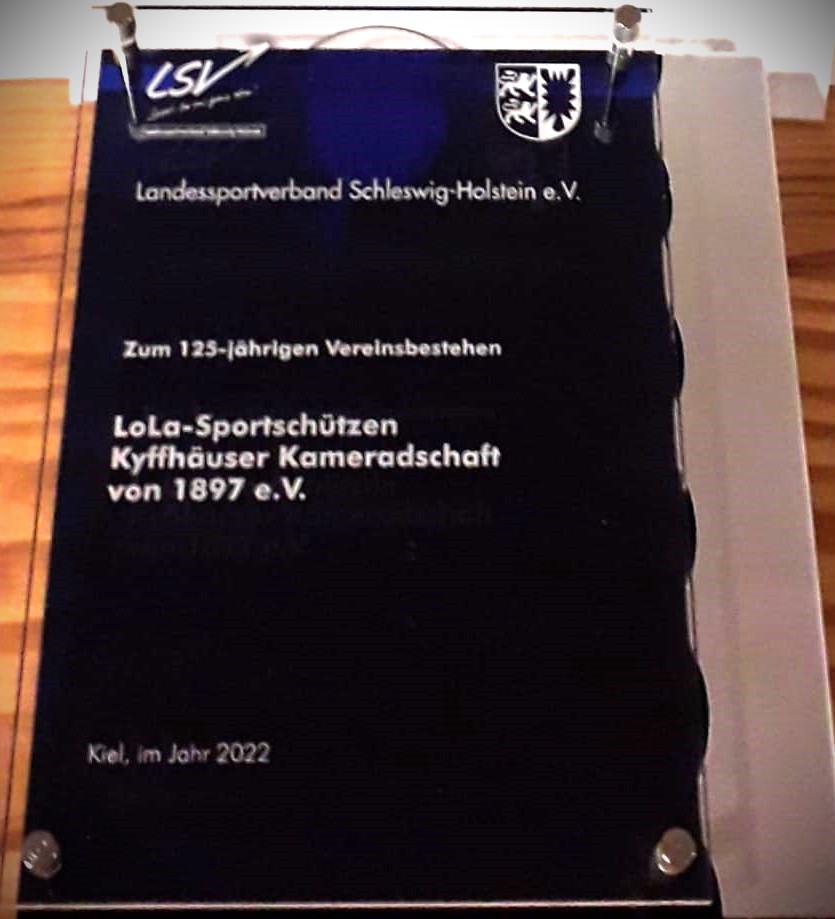 LSV
Landessportverband Schleswig-Holstein e.V.
Zum 125-jährigen Vereinsbestehen
LoLa-Sportschützen
Kyffhäuser Kameradschaft
von 1897 e.V.
Kiel, im Jahr 2022